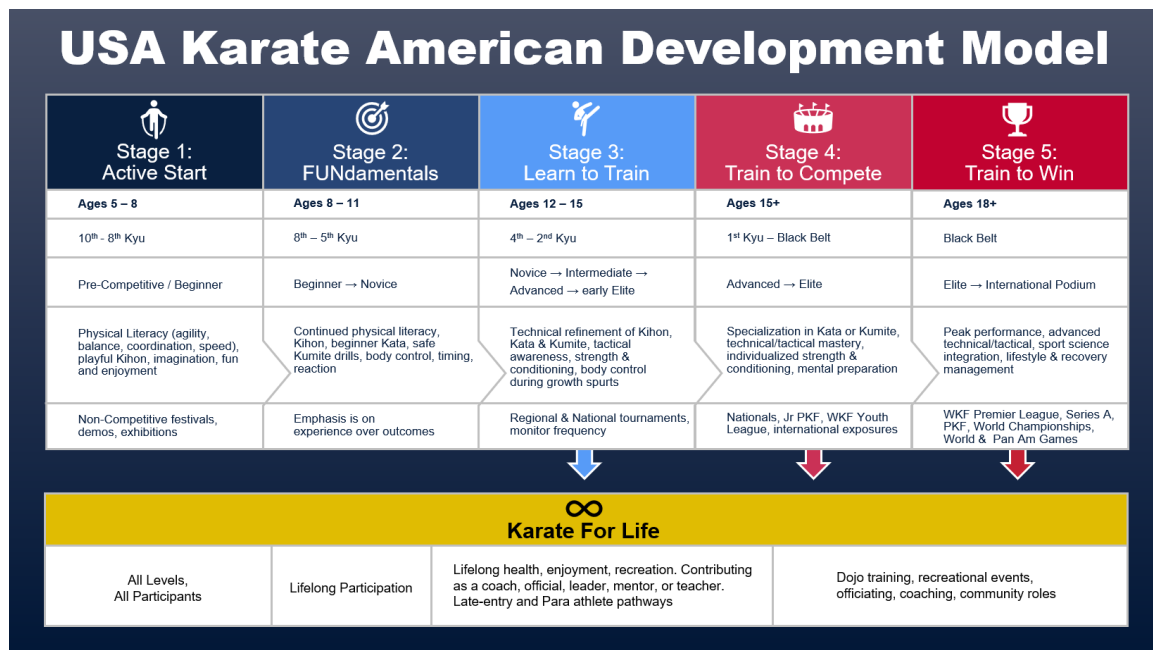 USA Karate American Development Model
Stage 1:
Active Start
Stage 2:
FUNdamentals
Stage 3:
Learn to Train
Stage 4:
Train to Compete
Stage 5:
Train to Win
Ages 5 – 8
Ages 8 – 11
Ages 12 – 15
Ages 15+
Ages 18+
10th - 8th Kyu
8th – 5th Kyu
4th – 2nd Kyu
1st Kyu – Black Belt
Black Belt
Pre-Competitive / Beginner
Beginner → Novice
Novice → Intermediate →
Advanced → early Elite
Advanced → Elite
Elite → International Podium
Physical Literacy (agility,
balance, coordination, speed),
playful Kihon, imagination, fun
and enjoyment
Continued physical literacy,
Kihon, beginner Kata, safe
Kumite drills, body control, timing,
reaction
Technical refinement of Kihon,
Kata & Kumite, tactical
awareness, strength &
conditioning, body control
during growth spurts
Specialization in Kata or Kumite,
technical/tactical mastery,
individualized strength &
conditioning, mental preparation
Peak performance, advanced
technical/tactical, sport science
integration, lifestyle & recovery
management
Non-Competitive festivals,
demos, exhibitions
Emphasis is on
experience over outcomes
Regional & National tournaments,
monitor frequency
Nationals, Jr PKF, WKF Youth
League, international exposures
WKF Premier League, Series A,
PKF, World Championships,
World & Pan Am Games
Karate For Life
All Levels,
All Participants
Lifelong Participation
Lifelong health, enjoyment, recreation. Contributing
as a coach, official, leader, mentor, or teacher.
Late-entry and Para athlete pathways
Dojo training, recreational events,
officiating, coaching, community roles